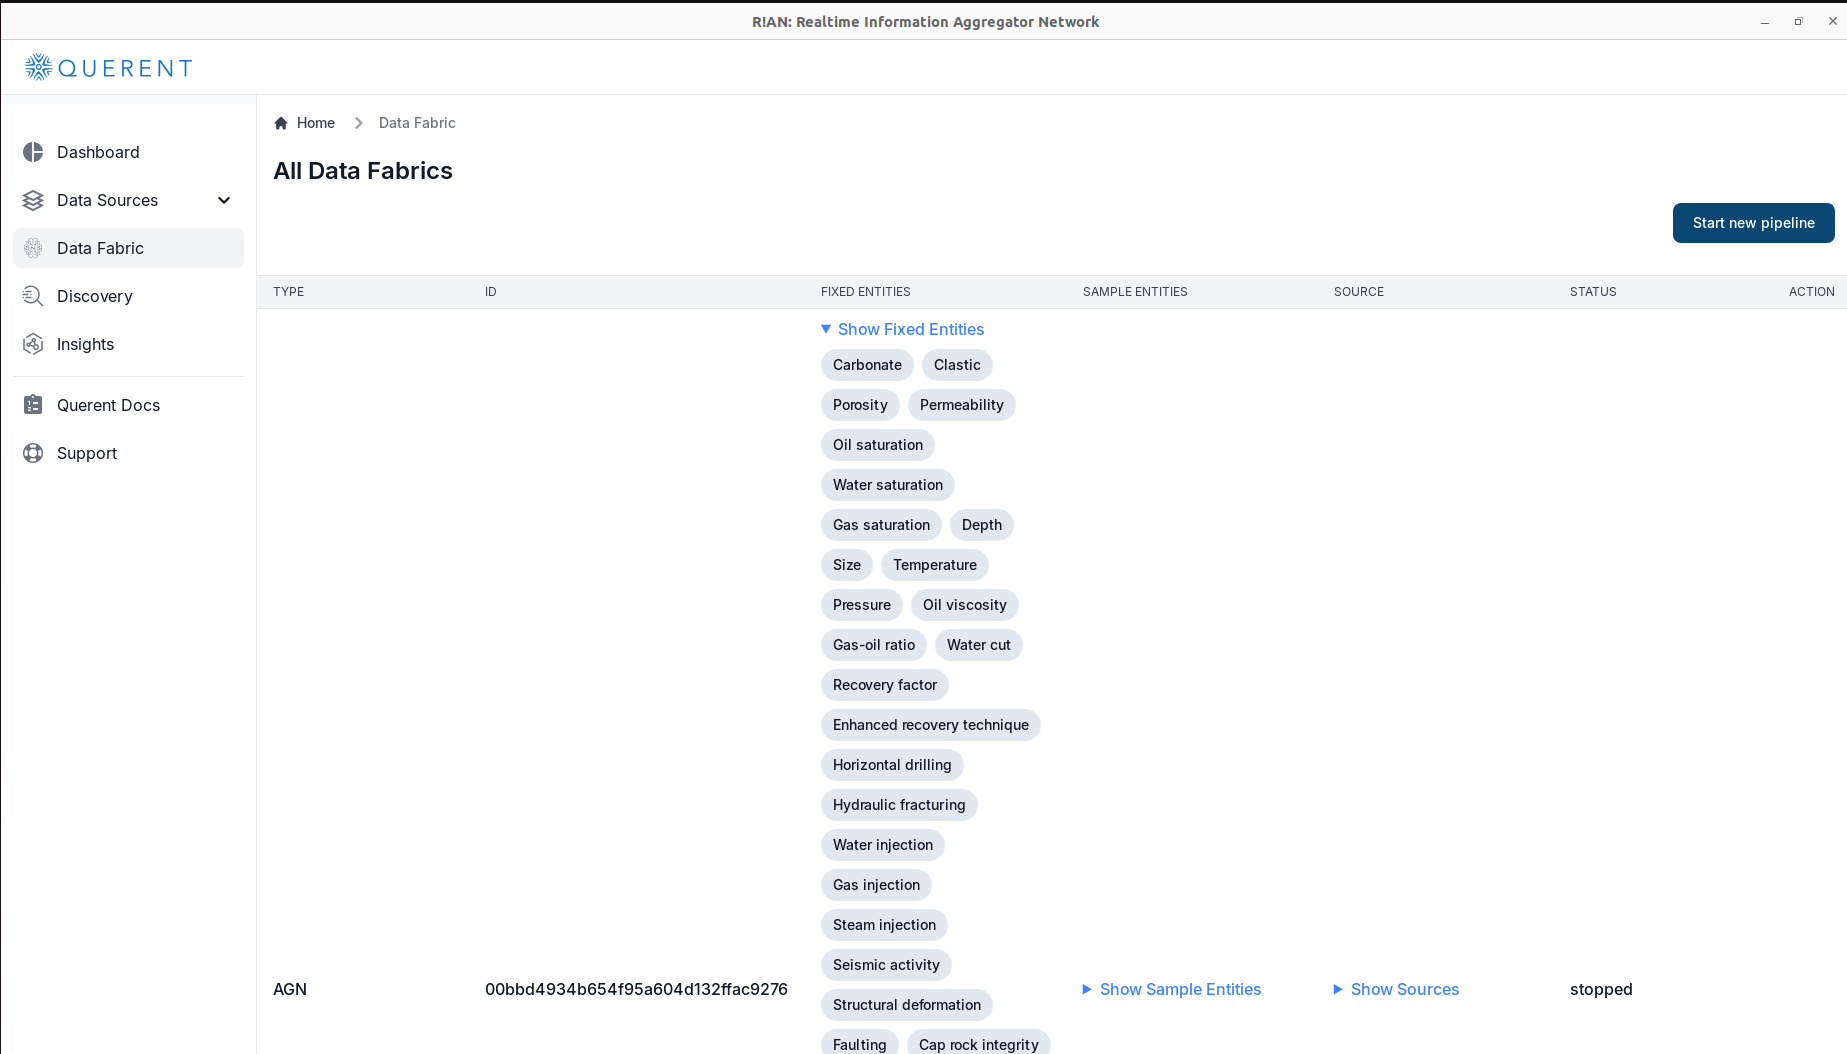 R!AN: Realtime Information Aggregator Network
QUERENT
Dashboard
Data Sources
Data Fabric
Discovery
Insights
Querent Docs
Support
Home Data Fabric
All Data Fabrics
Start new pipeline
TYPE ID FIXED ENTITIES SAMPLE ENTITIES SOURCE STATUS ACTION
Show Fixed Entities
Carbonate Clastic
Porosity Permeability
Oil saturation
Water saturation
Gas saturation Depth
Size Temperature
Pressure Oil viscosity
Gas-oil ratio Water cut
Recovery factor
Enhanced recovery technique
Horizontal drilling
Hydraulic fracturing
Water injection
Gas injection
Steam injection
Seismic activity
AGN 00bbd4934b654f95a604d132ffac9276 Show Sample Entities Show Sources stopped
Structural deformation
Faulting Cap rock integrity